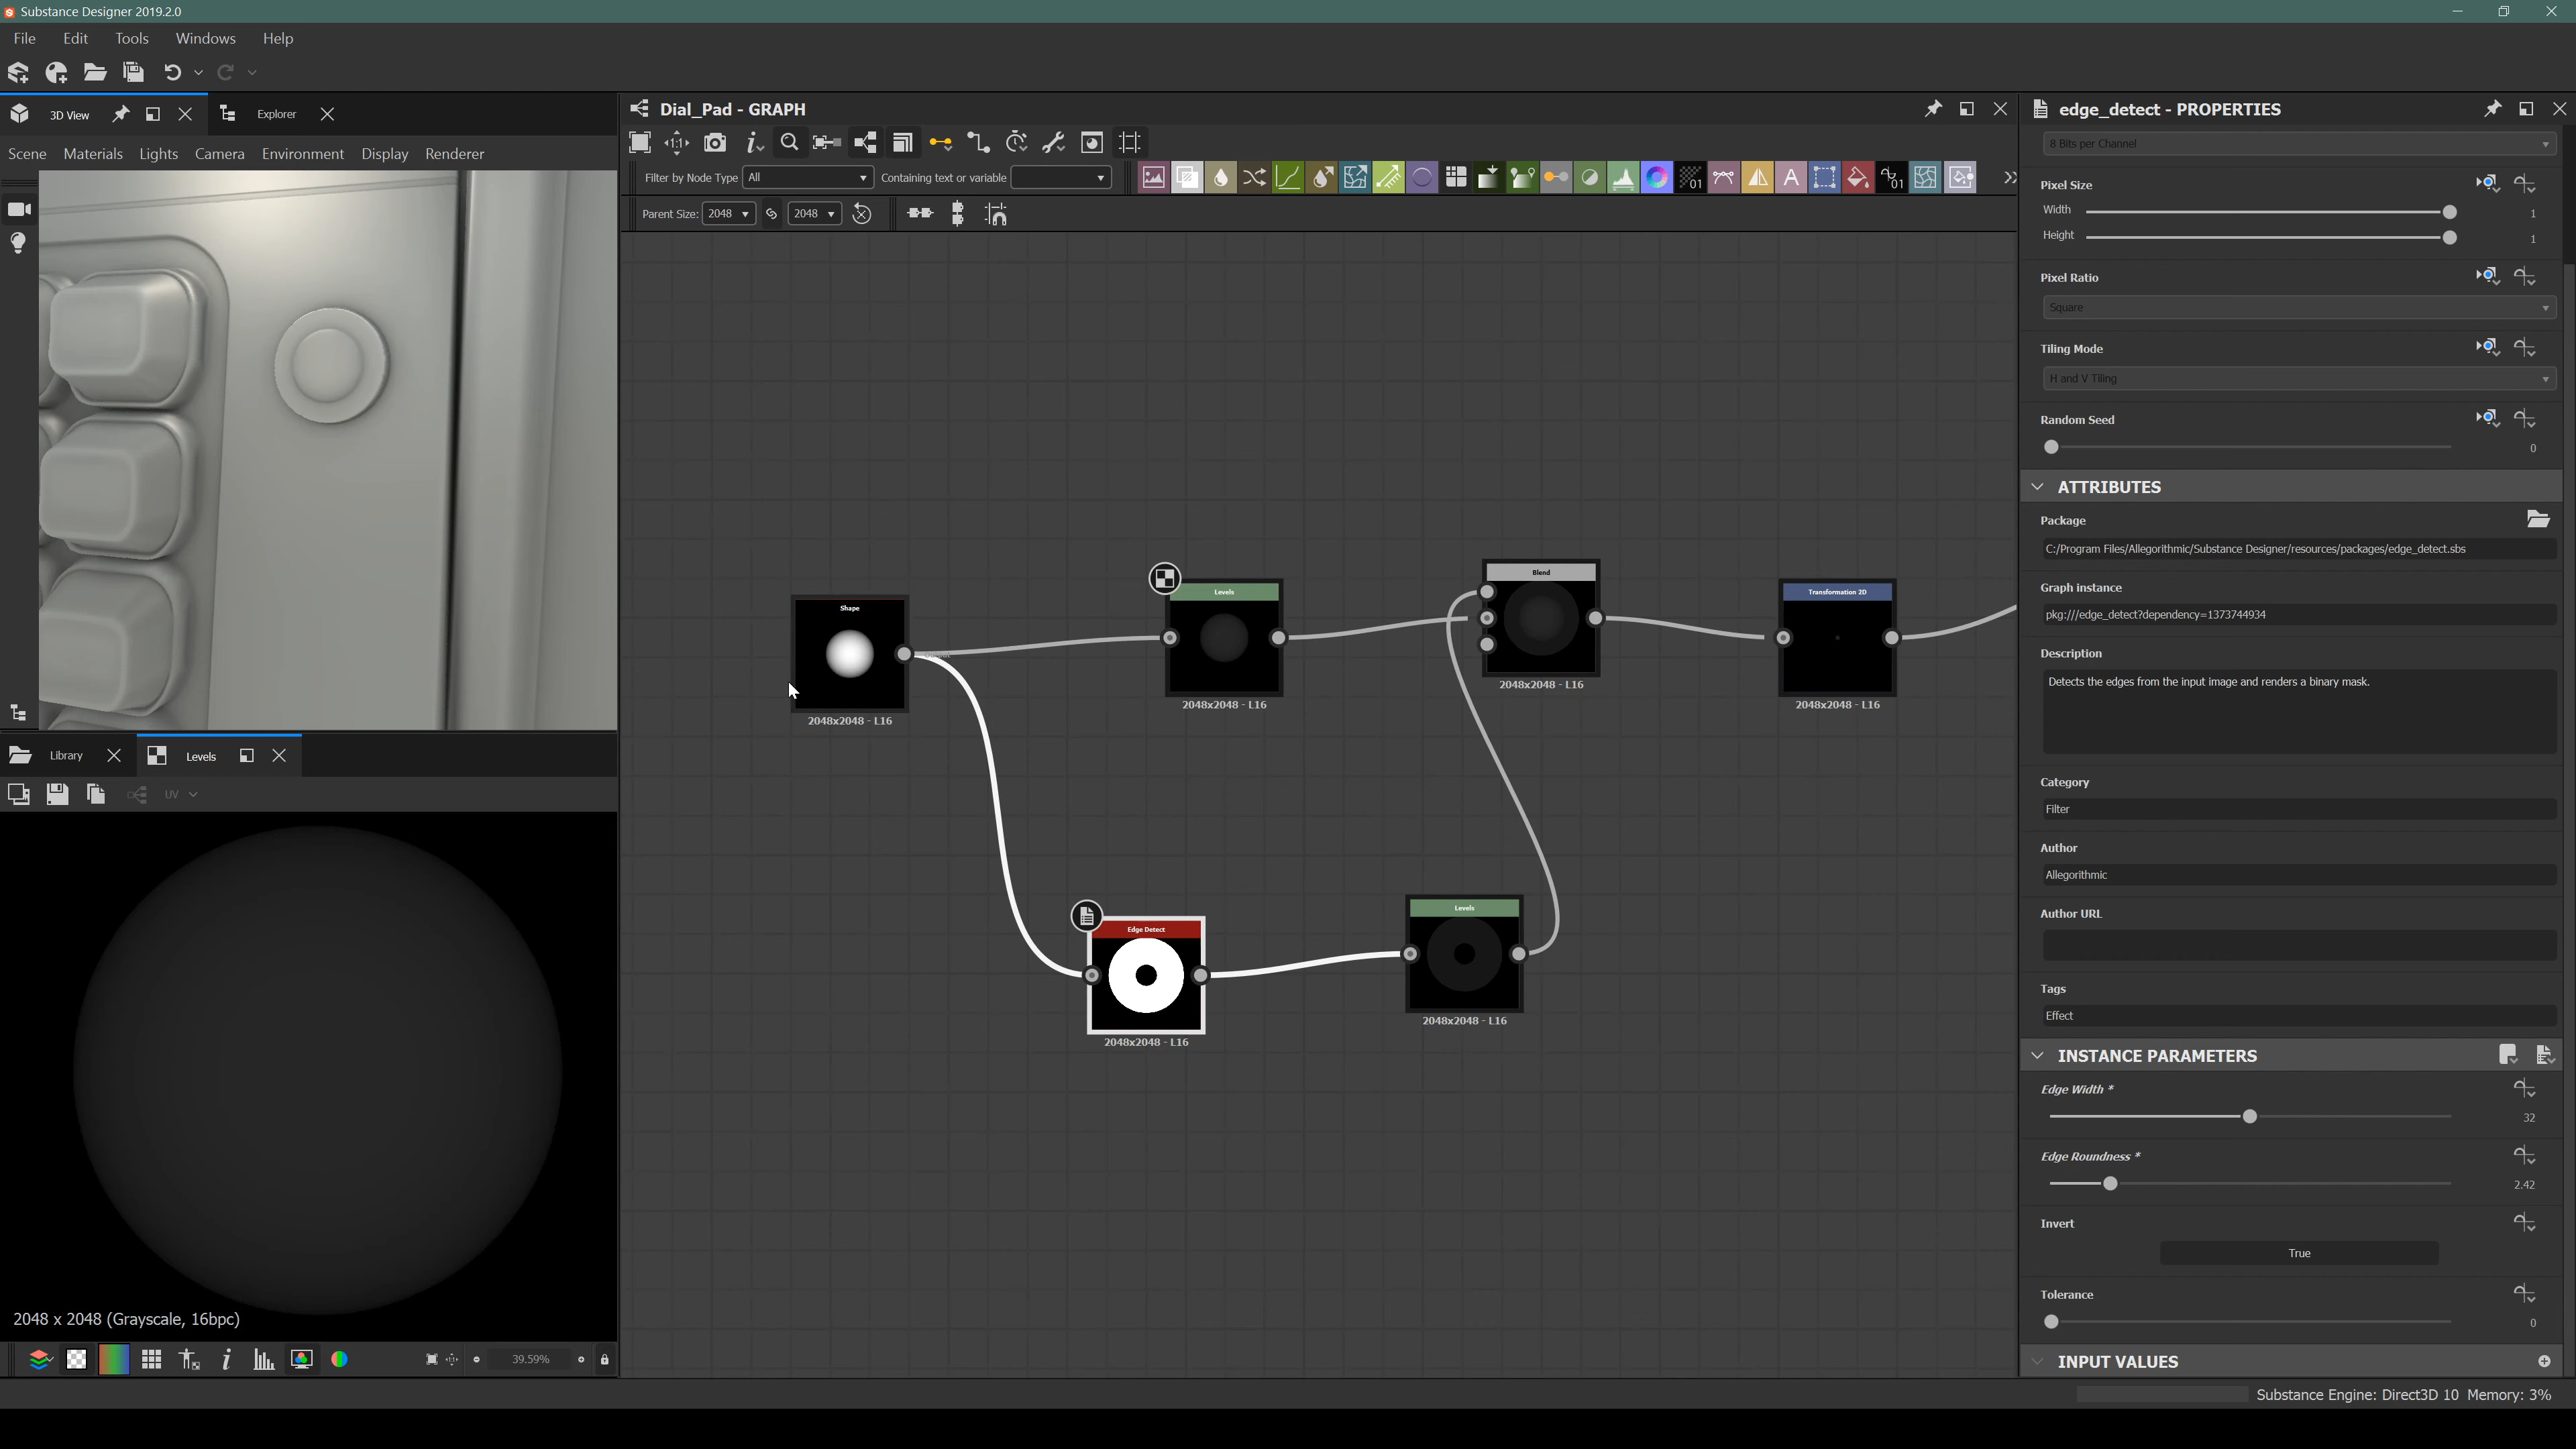 Substance Designer 2019.2.0
File Edit Tools Windows Help
3D View Explorer
Scene Materials Lights Camera Environment Display Renderer
Library Levels
UV
2048 x 2048 (Grayscale, 16bpc)
39.59%
Dial_Pad - GRAPH
1:1
Filter by Node Type All Containing text or variable
01 A 01
Parent Size: 2048 2048
Shape
2048x2048 - L16
Levels
2048x2048 - L16
Blend
2048x2048 - L16
Transformation 2D
2048x2048 - L16
Edge Detect
2048x2048 - L16
Levels
2048x2048 - L16
edge_detect - PROPERTIES
8 Bits per Channel
Pixel Size
Width 1
Height 1
Pixel Ratio
Square
Tiling Mode
H and V Tiling
Random Seed
0
ATTRIBUTES
Package
C:/Program Files/Allegorithmic/Substance Designer/resources/packages/edge_detect.sbs
Graph instance
pkg:///edge_detect?dependency=1373744934
Description
Detects the edges from the input image and renders a binary mask.
Category
Filter
Author
Allegorithmic
Author URL
Tags
Effect
INSTANCE PARAMETERS
Edge Width *
32
Edge Roundness *
2.42
Invert
True
Tolerance
0
INPUT VALUES
Substance Engine: Direct3D 10 Memory: 3%